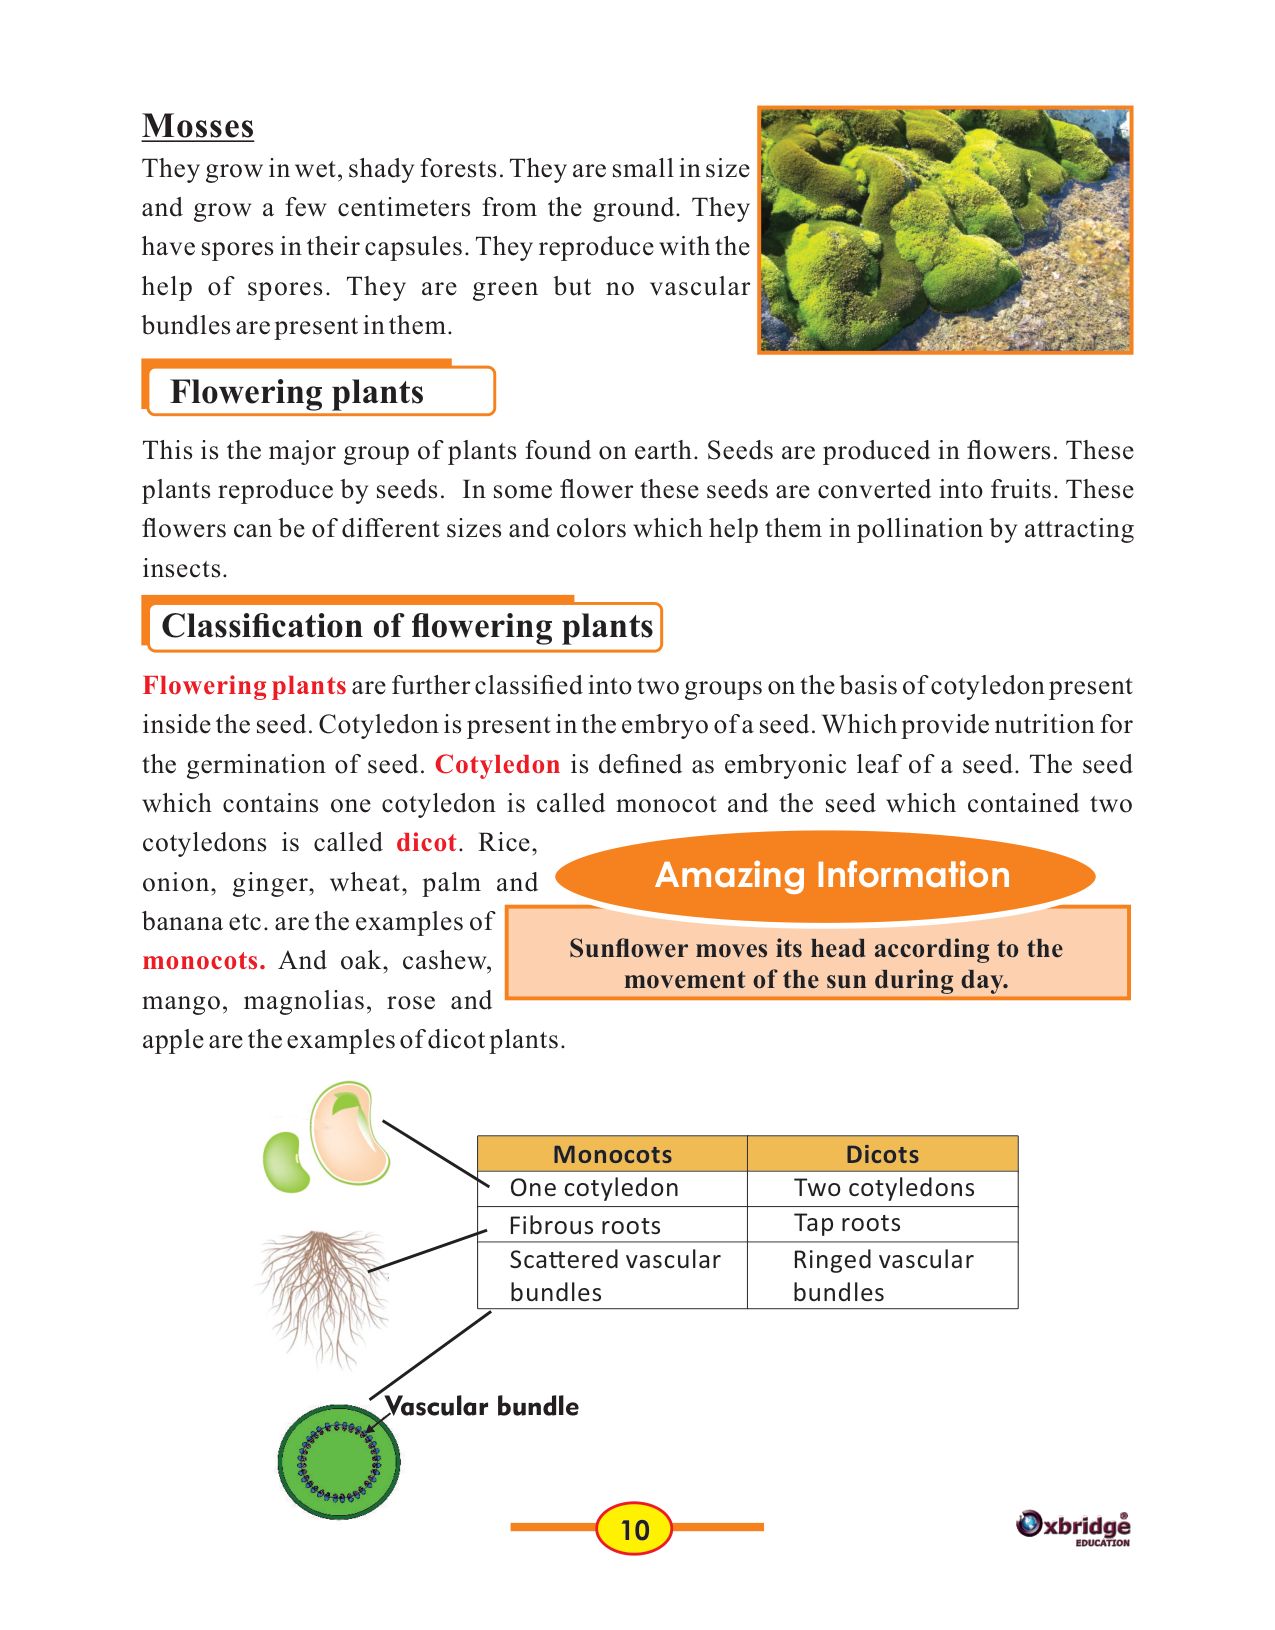 Mosses
They grow in wet, shady forests. They are small in size
and grow a few centimeters from the ground. They
have spores in their capsules. They reproduce with the
help of spores. They are green but no vascular
bundles are present in them.
Flowering plants
This is the major group of plants found on earth. Seeds are produced in flowers. These
plants reproduce by seeds. In some flower these seeds are converted into fruits. These
flowers can be of different sizes and colors which help them in pollination by attracting
insects.
Classification of flowering plants
Flowering plants are further classified into two groups on the basis of cotyledon present
inside the seed. Cotyledon is present in the embryo of a seed. Which provide nutrition for
the germination of seed. Cotyledon is defined as embryonic leaf of a seed. The seed
which contains one cotyledon is called monocot and the seed which contained two
cotyledons is called dicot. Rice,
onion, ginger, wheat, palm and
banana etc. are the examples of
monocots. And oak, cashew,
mango, magnolias, rose and
apple are the examples of dicot plants.
Amazing Information
Sunflower moves its head according to the
movement of the sun during day.
Monocots Dicots
One cotyledon Two cotyledons
Fibrous roots Tap roots
Scattered vascular Ringed vascular
bundles bundles
Vascular bundle
10
Oxbridge®
EDUCATION